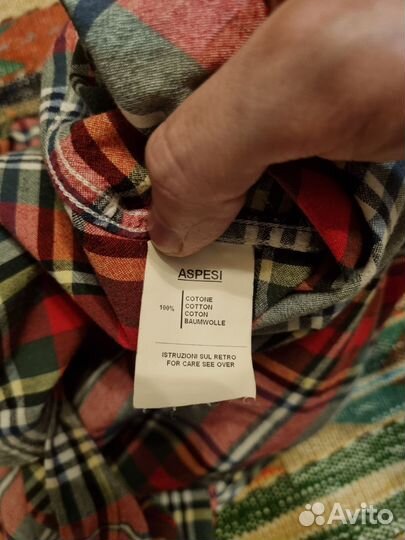 ASPESI
100%
COTONE
COTTON
COTON
BAUMWOLLE
ISTRUZIONI SUL RETRO
FOR CARE SEE OVER
Avito